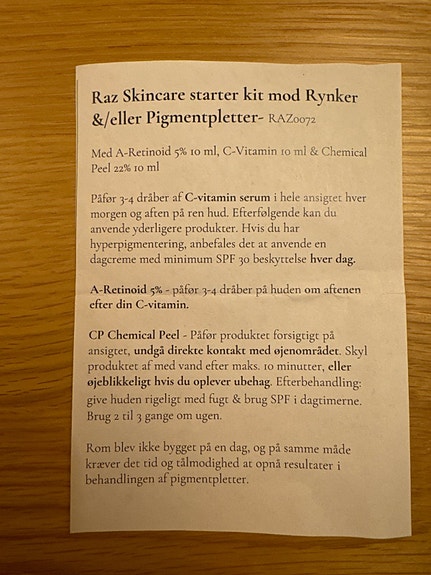 Raz Skincare starter kit mod Rynker
&/eller Pigmentpletter- RAZ0072
Med A-Retinoid 5% 10 ml, C-Vitamin 10 ml & Chemical
Peel 22% 10 ml
Påfør 3-4 dråber af C-vitamin serum i hele ansigtet hver
morgen og aften på ren hud. Efterfølgende kan du
anvende yderligere produkter. Hvis du har
hyperpigmentering, anbefales det at anvende en
dagcreme med minimum SPF 30 beskyttelse hver dag.
A-Retinoid 5% - påfør 3-4 dråber på huden om aftenen
efter din C-vitamin.
CP Chemical Peel - Påfør produktet forsigtigt på
ansigtet, undgå direkte kontakt med øjenområdet. Skyl
produktet af med vand efter maks. 10 minutter, eller
øjeblikkeligt hvis du oplever ubehag. Efterbehandling:
give huden rigeligt med fugt & brug SPF i dagtimerne.
Brug 2 til 3 gange om ugen.
Rom blev ikke bygget på en dag, og på samme måde
kræver det tid og tålmodighed at opnå resultater i
behandlingen af pigmentpletter.